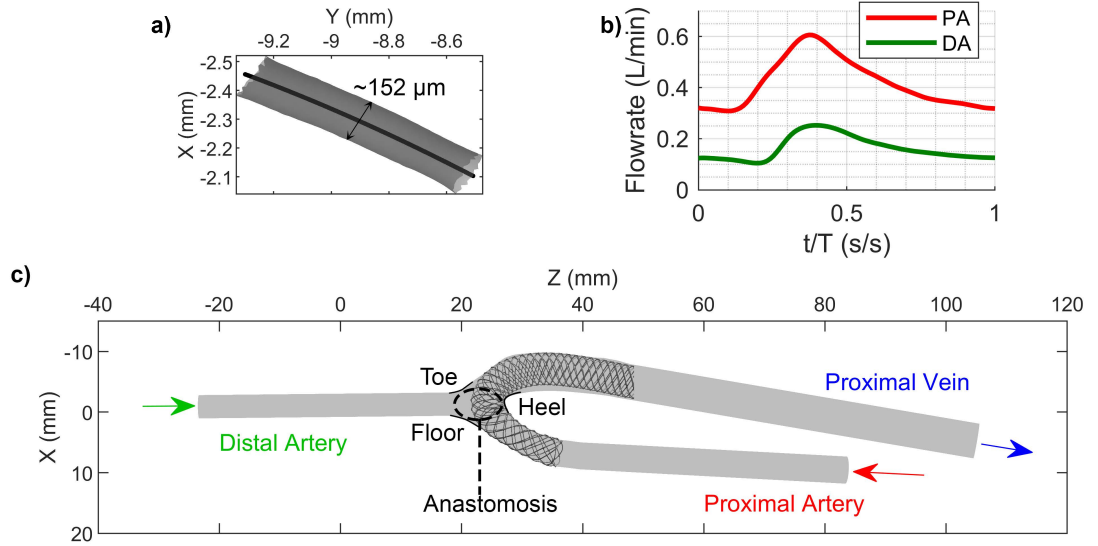 a)
Y (mm)
-9.2 -9 -8.8 -8.6
X (mm)
-2.5
-2.4
-2.3
-2.2
-2.1
~152 µm
b)
Flowrate (L/min)
0.6
0.4
0.2
0
PA
DA
0 0.5 1
t/T (s/s)
c)
Z (mm)
-40 -20 0 20 40 60 80 100 120
X (mm)
-10
0
10
20
Toe
Heel
Floor
Distal Artery
Anastomosis
Proximal Vein
Proximal Artery